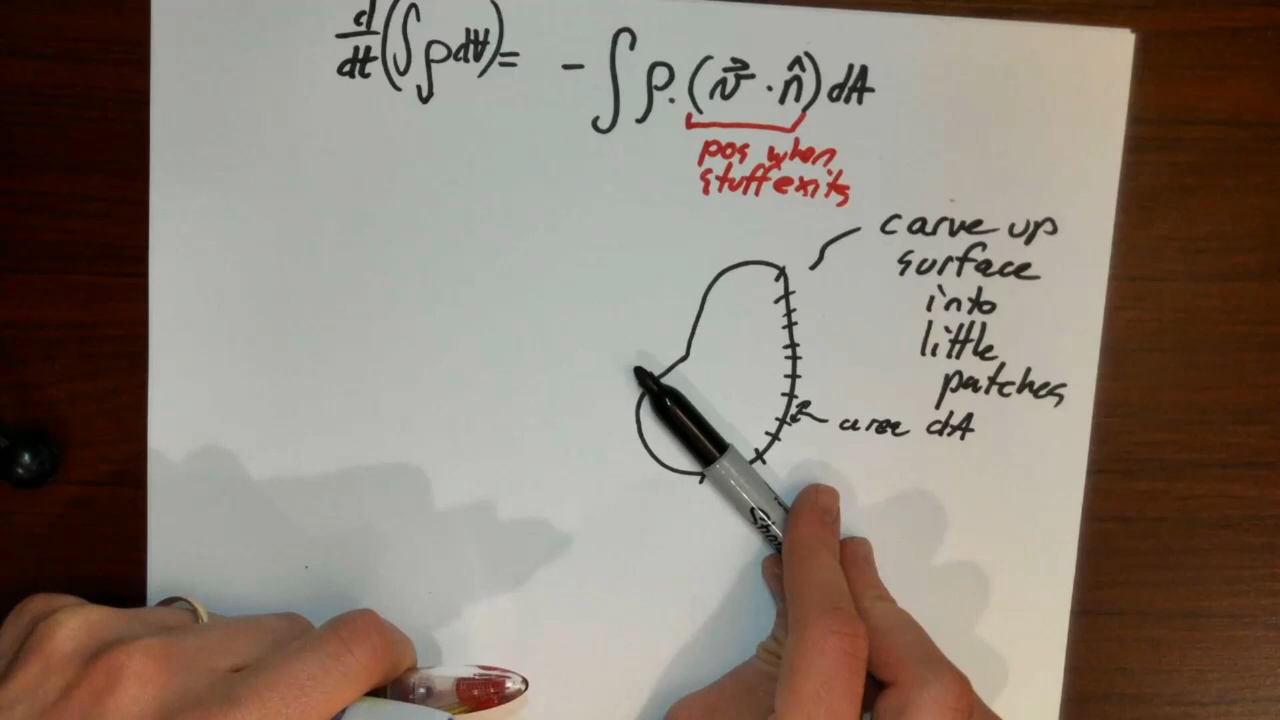 d/dt(∫ρdV)= -∫ρ·(v⃗·n̂)dA
pos when
stuff exits
carve up
surface
into
little
patches
area dA